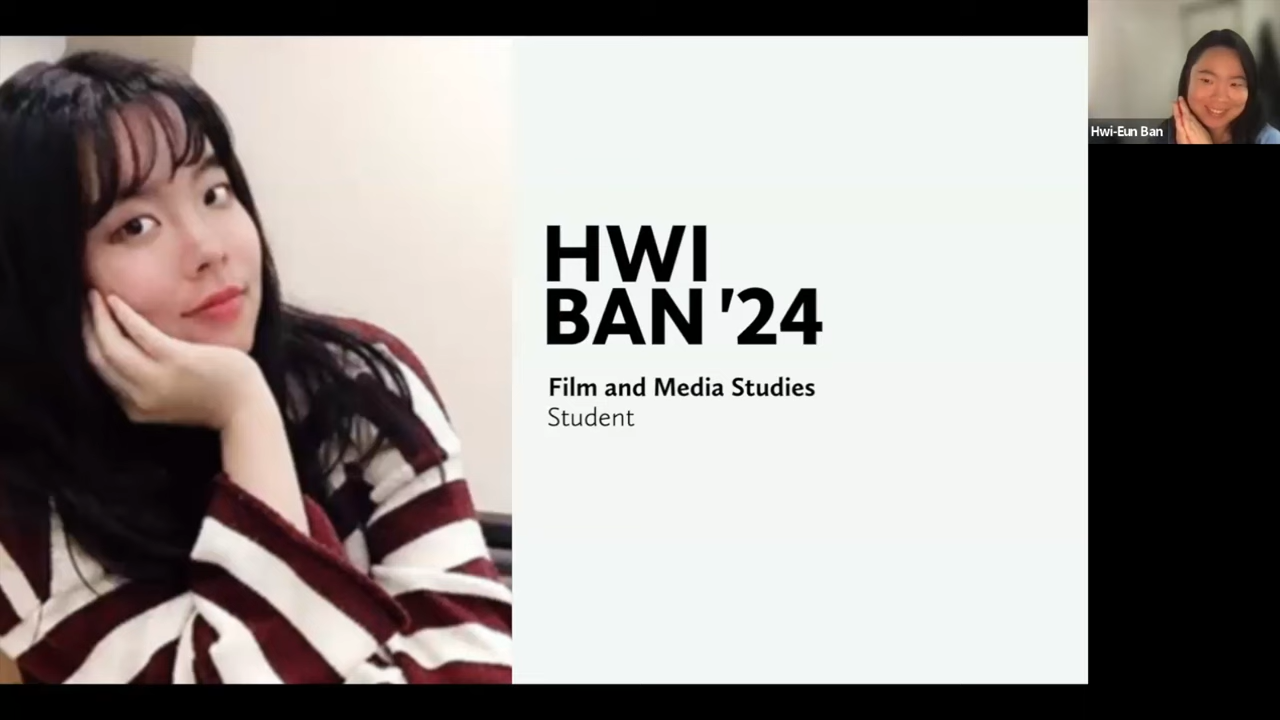 HWI
BAN '24
Film and Media Studies
Student
Hwi-Eun Ban